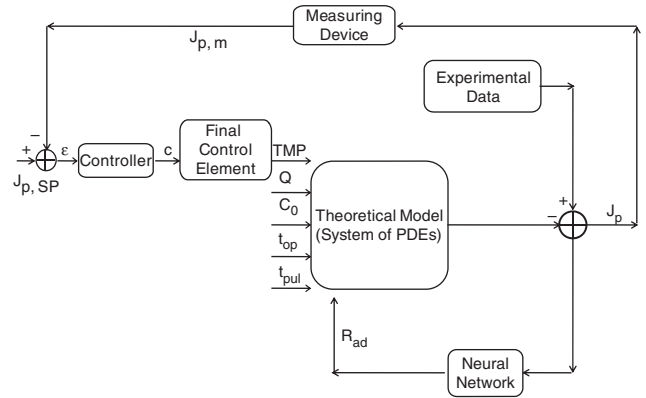 Measuring
Device
J_p, m
Experimental
Data
Final
Control
Element
−
+
ε
Controller
c
TMP
J_p, SP
Q
C_0
t_op
t_pul
Theoretical Model
(System of PDEs)
+
−
J_p
R_ad
Neural
Network